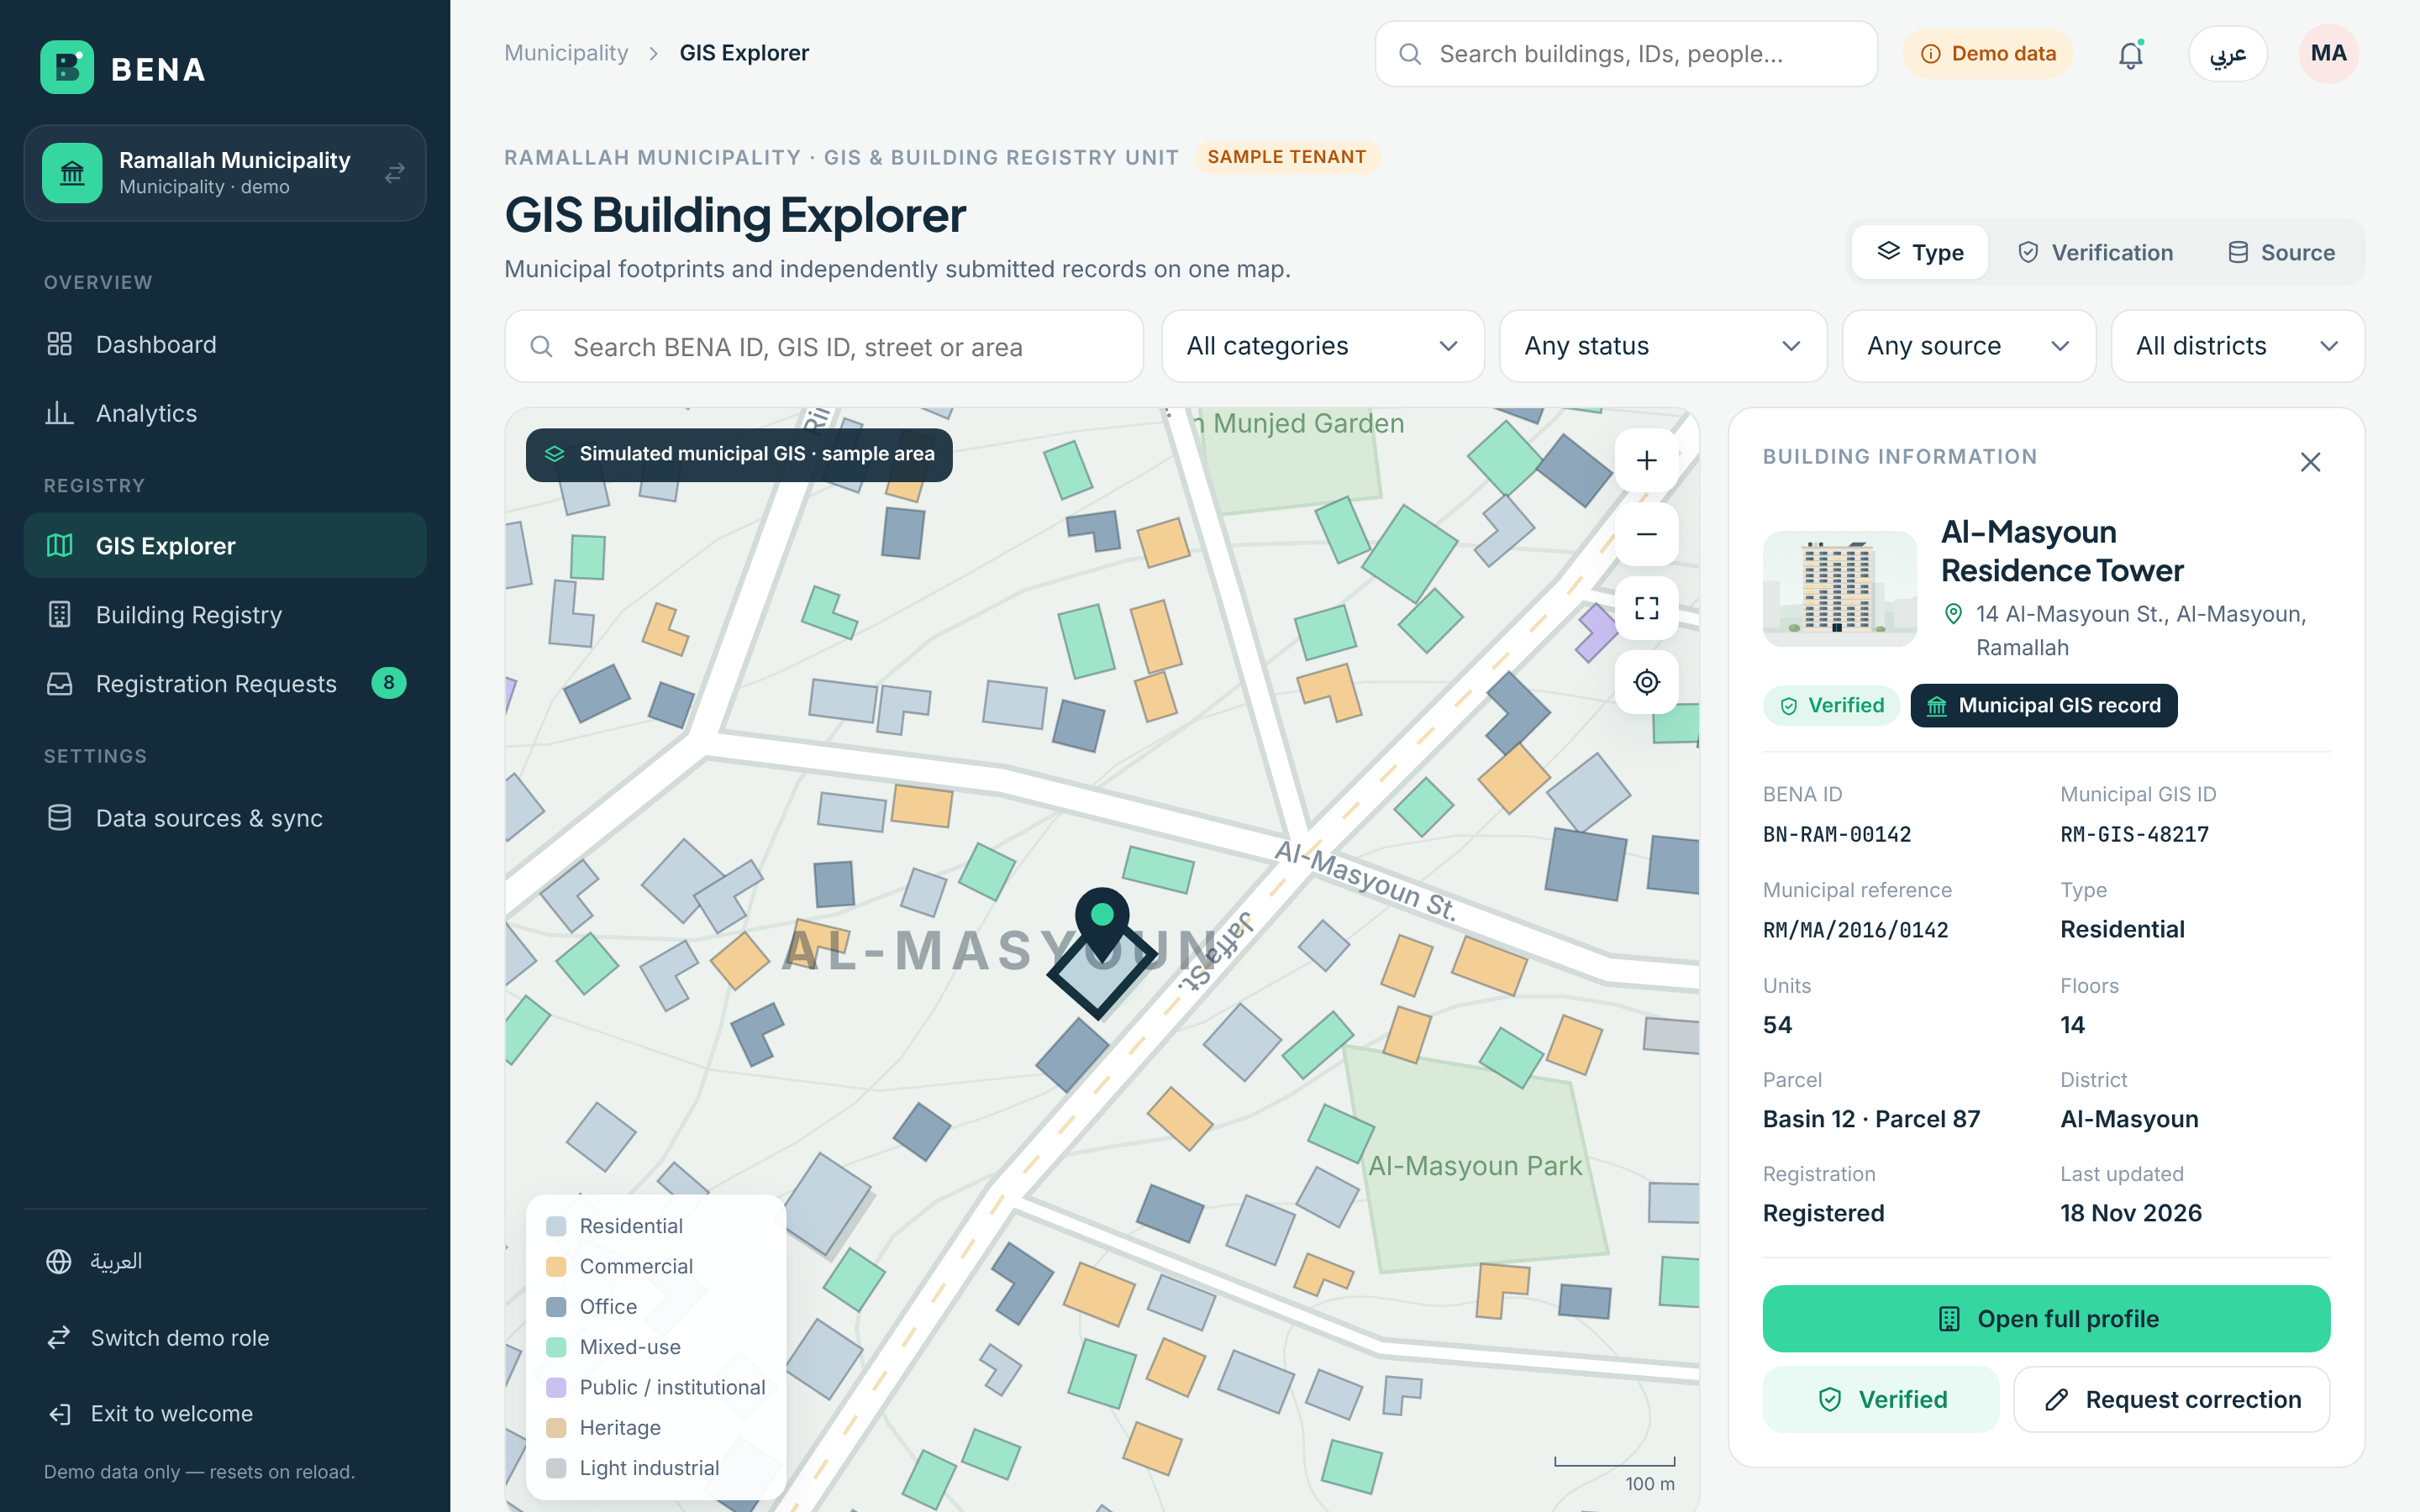 BENA
Ramallah Municipality
Municipality · demo
OVERVIEW
Dashboard
Analytics
REGISTRY
GIS Explorer
Building Registry
Registration Requests 8
SETTINGS
Data sources & sync
العربية
Switch demo role
Exit to welcome
Demo data only — resets on reload.
Municipality > GIS Explorer
Search buildings, IDs, people...
Demo data
عربي
MA
RAMALLAH MUNICIPALITY · GIS & BUILDING REGISTRY UNIT SAMPLE TENANT
GIS Building Explorer
Municipal footprints and independently submitted records on one map.
Type
Verification
Source
Search BENA ID, GIS ID, street or area
All categories
Any status
Any source
All districts
Simulated municipal GIS · sample area
Munjed Garden
Al-Masyoun St.
AL-MASYOUN
Jaffa St.
Al-Masyoun Park
Residential
Commercial
Office
Mixed-use
Public / institutional
Heritage
Light industrial
100 m
BUILDING INFORMATION
Al-Masyoun
Residence Tower
14 Al-Masyoun St., Al-Masyoun,
Ramallah
Verified
Municipal GIS record
BENA ID
BN-RAM-00142
Municipal GIS ID
RM-GIS-48217
Municipal reference
RM/MA/2016/0142
Type
Residential
Units
54
Floors
14
Parcel
Basin 12 · Parcel 87
District
Al-Masyoun
Registration
Registered
Last updated
18 Nov 2026
Open full profile
Verified
Request correction